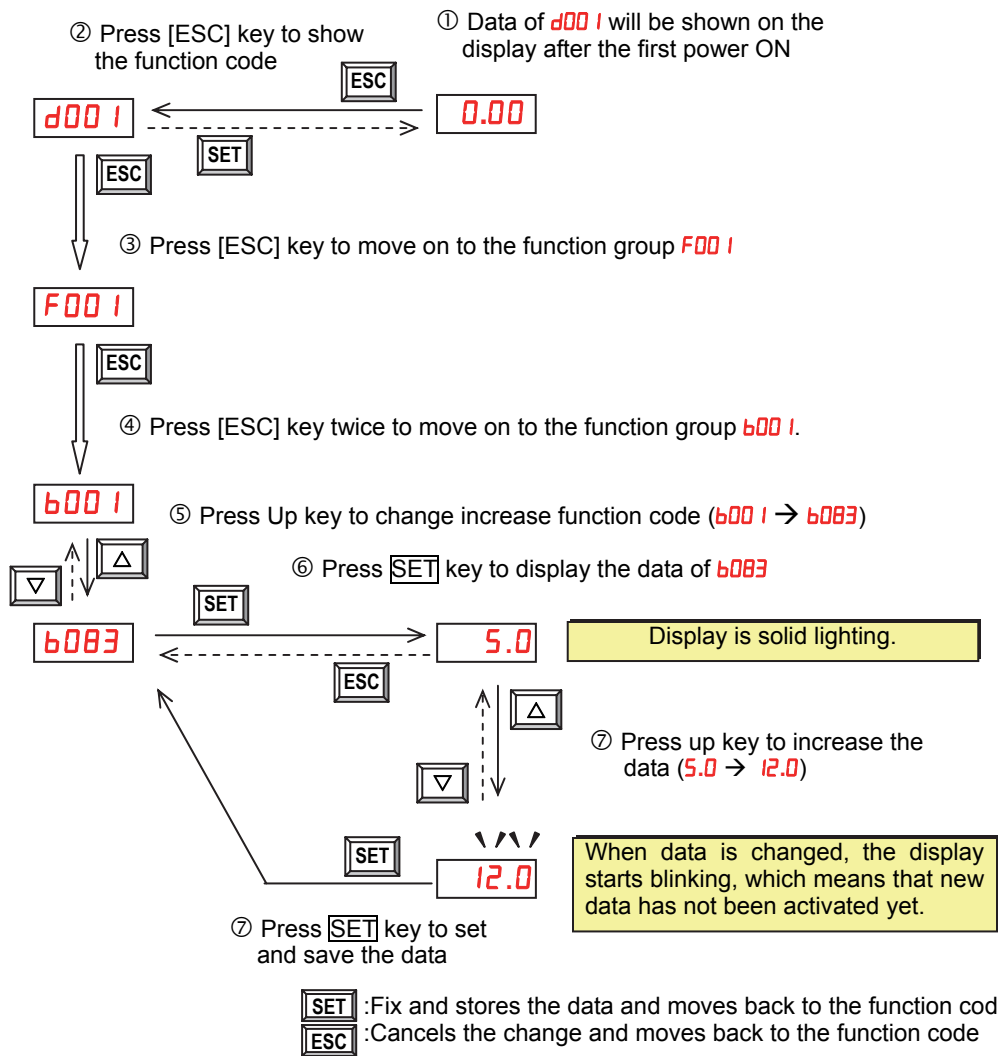 ① Data of d001 will be shown on the
display after the first power ON
② Press [ESC] key to show
the function code
ESC
d001
0.00
SET
ESC
③ Press [ESC] key to move on to the function group F001
F001
ESC
④ Press [ESC] key twice to move on to the function group b001.
b001
⑤ Press Up key to change increase function code (b001 → b083)
⑥ Press SET key to display the data of b083
SET
b083
5.0
Display is solid lighting.
ESC
⑦ Press up key to increase the
data (5.0 → 12.0)
SET
12.0
When data is changed, the display
starts blinking, which means that new
data has not been activated yet.
⑦ Press SET key to set
and save the data
SET :Fix and stores the data and moves back to the function cod
ESC :Cancels the change and moves back to the function code